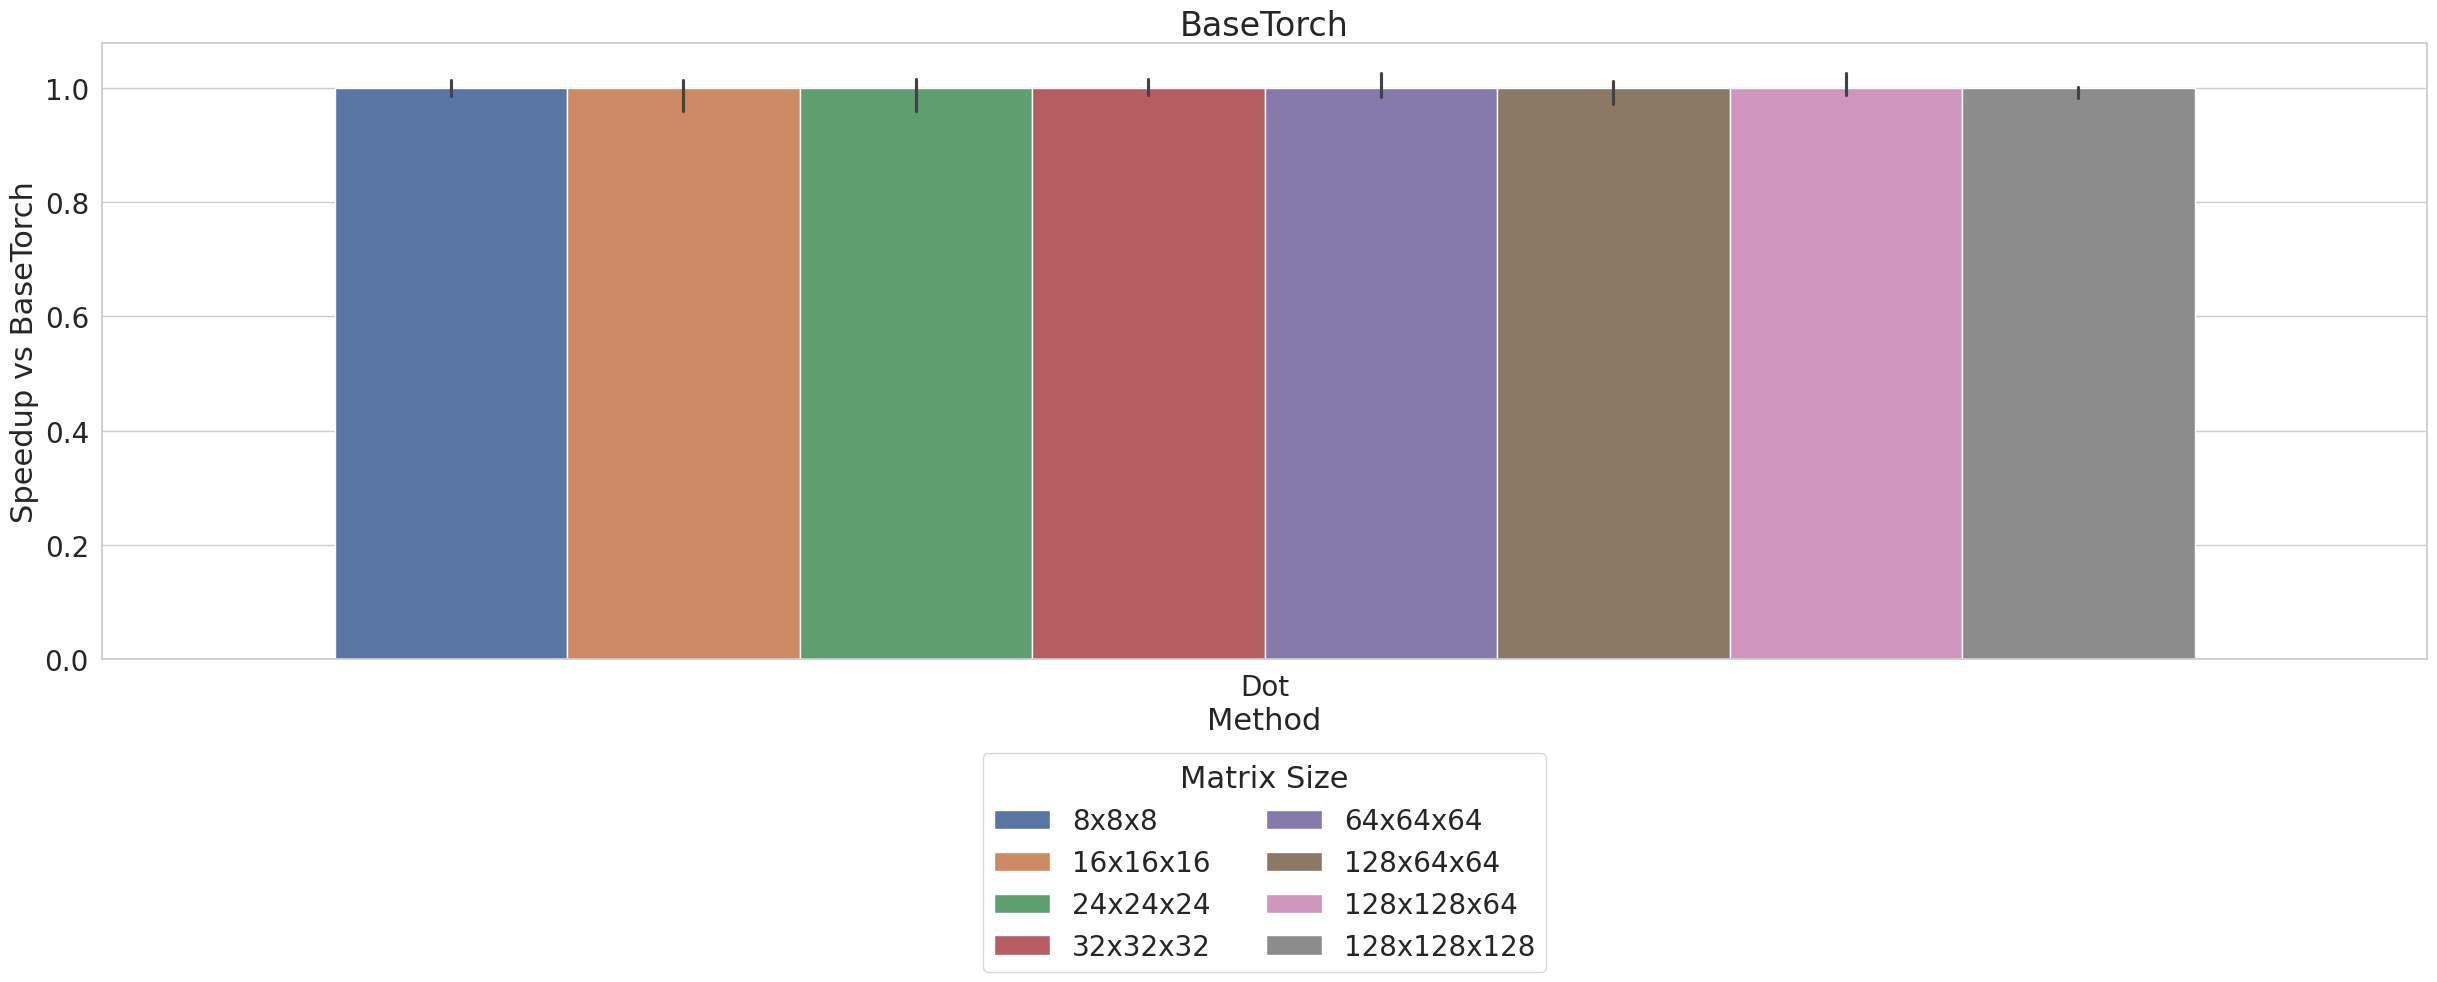 BaseTorch
Speedup vs BaseTorch
1.0
0.8
0.6
0.4
0.2
0.0
Dot
Method
Matrix Size
8x8x8
16x16x16
24x24x24
32x32x32
64x64x64
128x64x64
128x128x64
128x128x128